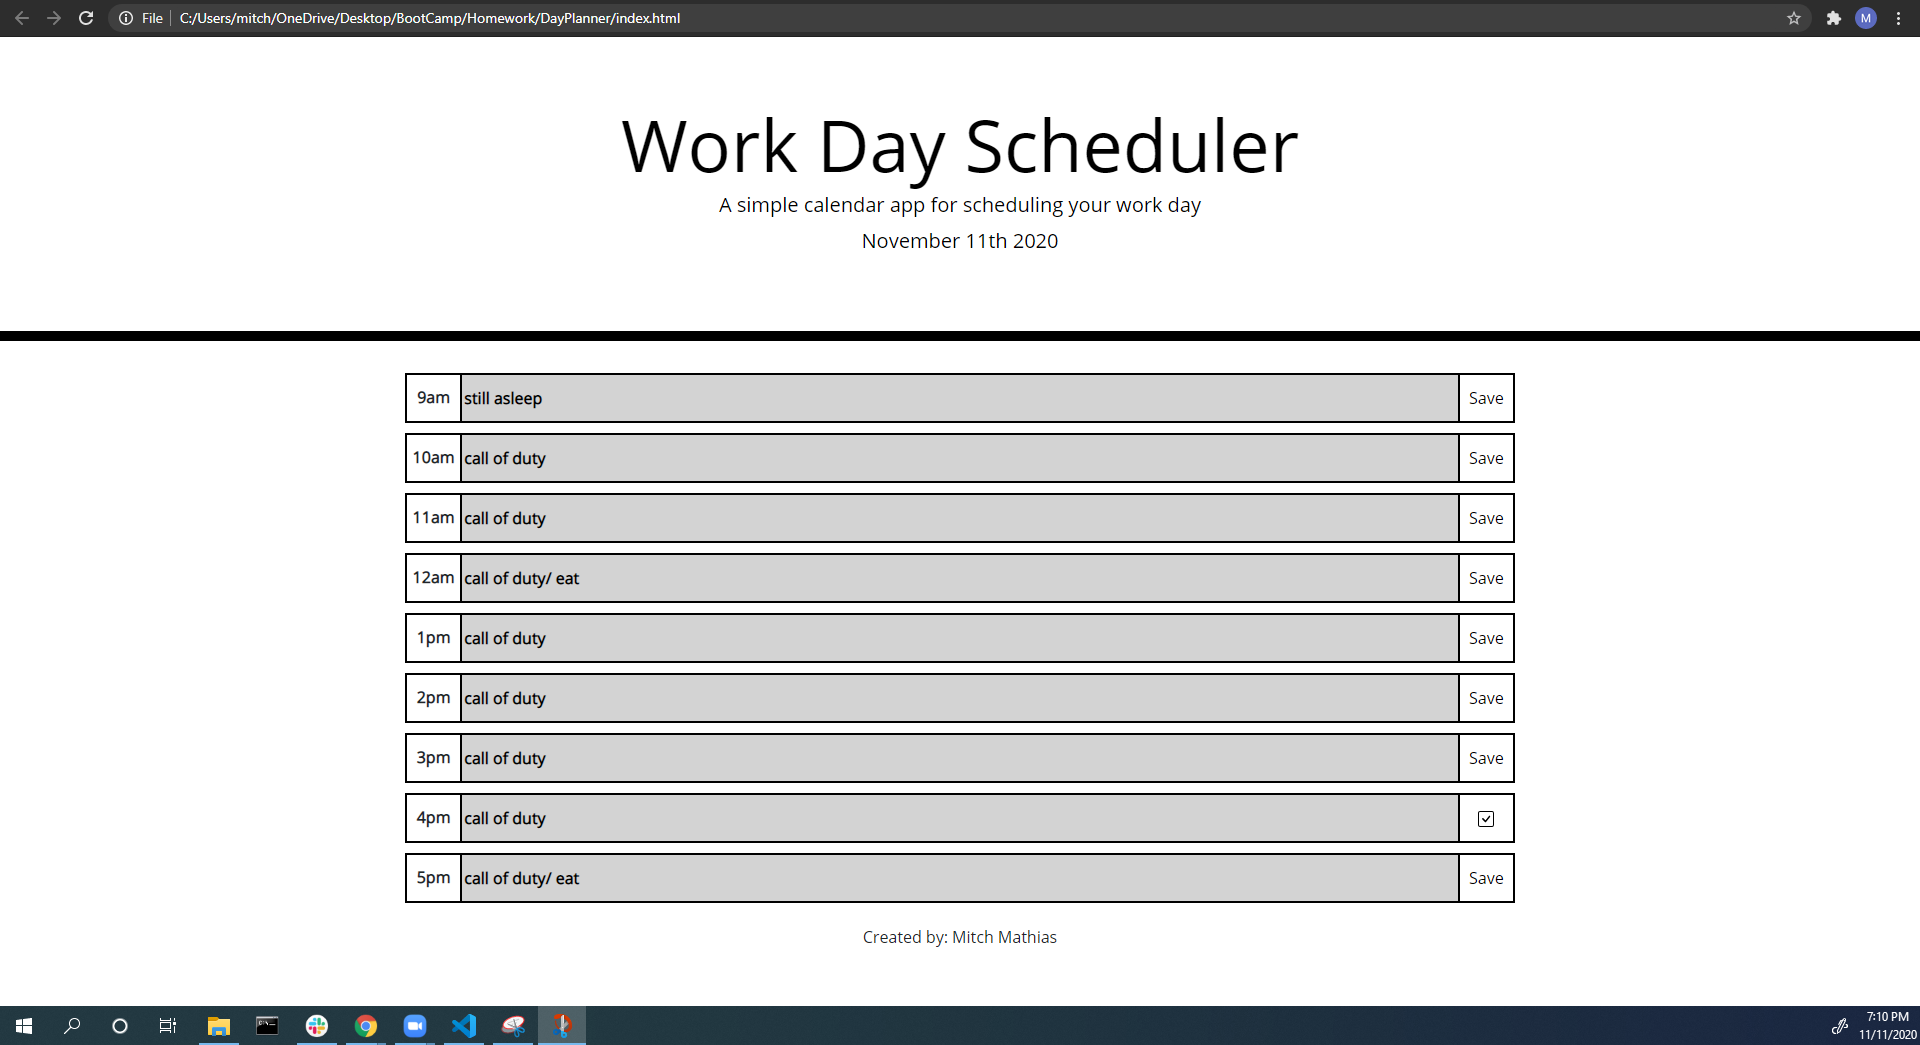 File C:/Users/mitch/OneDrive/Desktop/BootCamp/Homework/DayPlanner/index.html M
Work Day Scheduler
A simple calendar app for scheduling your work day
November 11th 2020
9am still asleep Save
10am call of duty Save
11am call of duty Save
12am call of duty/ eat Save
1pm call of duty Save
2pm call of duty Save
3pm call of duty Save
4pm call of duty
5pm call of duty/ eat Save
Created by: Mitch Mathias
7:10 PM
11/11/2020